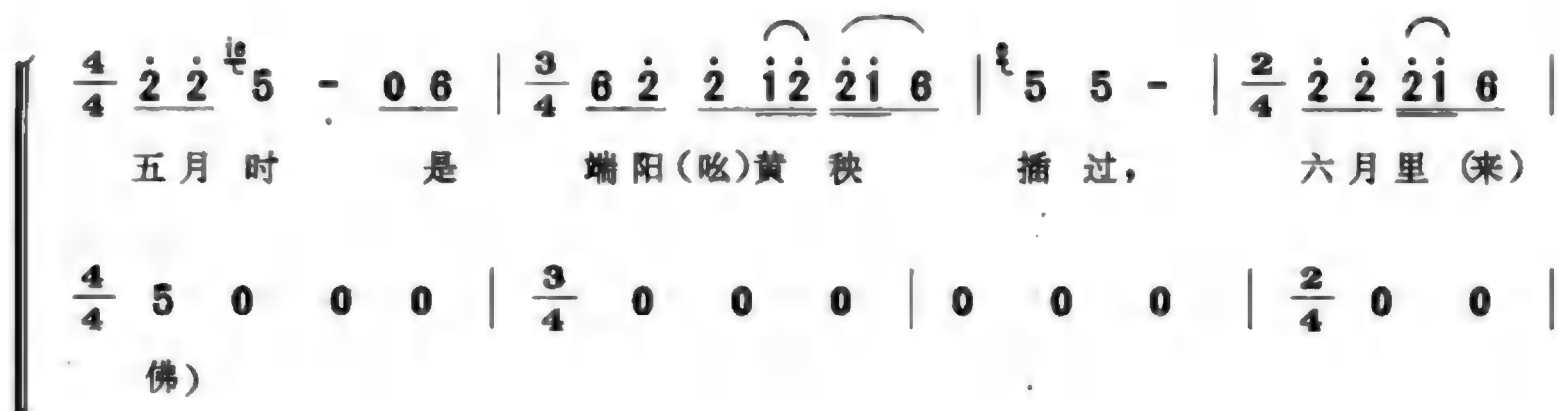 4/4 2̇ 2̇ i6 5 - 0 6 | 3/4 6 2̇ 2̇ i̇2̇ 2̇i̇ 6 | 6 5 5 - | 2/4 2̇ 2̇ 2̇i̇ 6 |
五月时 是 端阳(吆)黄秧 插过, 六月里(来)
4/4 5 0 0 0 | 3/4 0 0 0 | 0 0 0 | 2/4 0 0 |
佛)